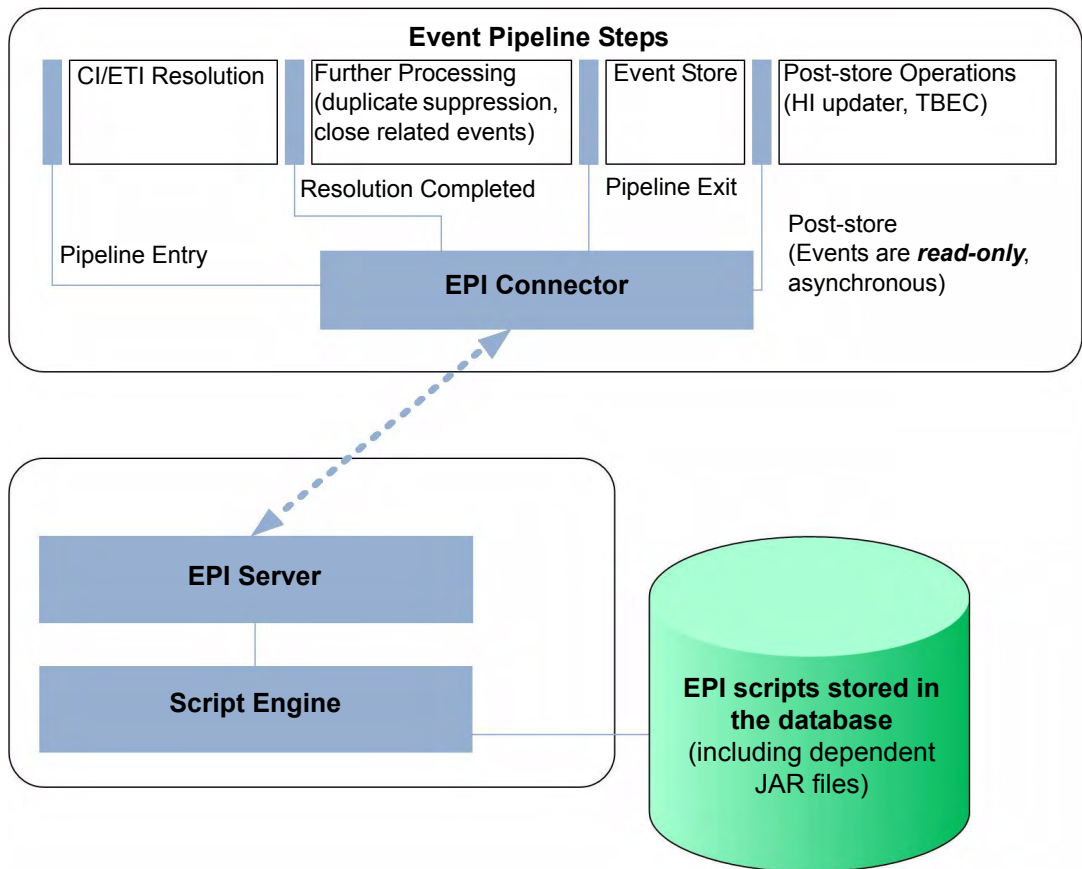 Event Pipeline Steps
CI/ETI Resolution
Further Processing
(duplicate suppression,
close related events)
Event Store
Post-store Operations
(HI updater, TBEC)
Resolution Completed
Pipeline Exit
Pipeline Entry
Post-store
(Events are read-only,
asynchronous)
EPI Connector
EPI Server
Script Engine
EPI scripts stored in
the database
(including dependent
JAR files)